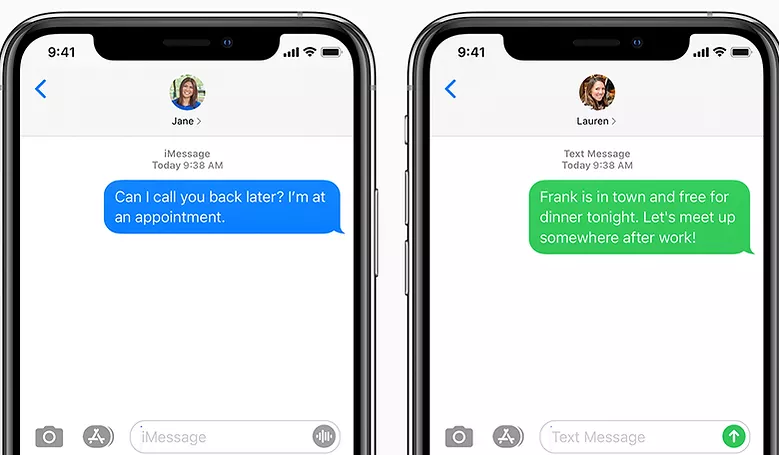 9:41
Jane >
iMessage
Today 9:38 AM
Can I call you back later? I’m at
an appointment.
iMessage
9:41
Lauren >
Text Message
Today 9:38 AM
Frank is in town and free for
dinner tonight. Let's meet up
somewhere after work!
Text Message